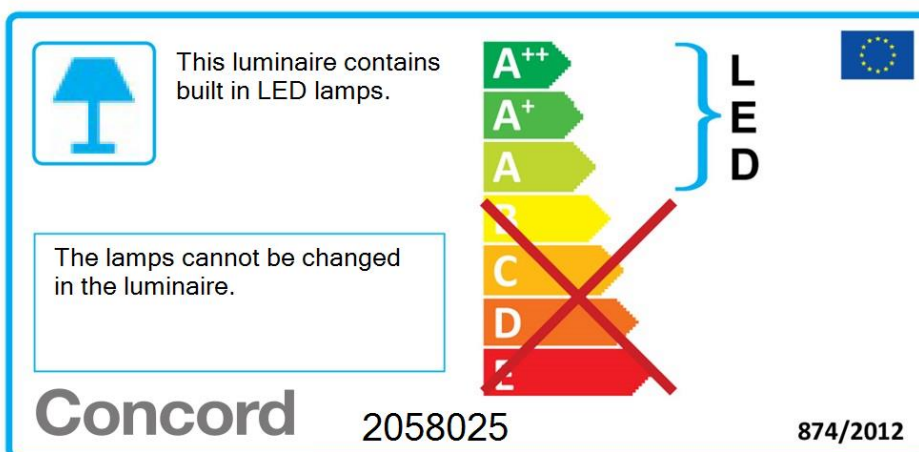 This luminaire contains
built in LED lamps.
The lamps cannot be changed
in the luminaire.
A++
A+
A
B
C
D
E
L
E
D
Concord
2058025
874/2012